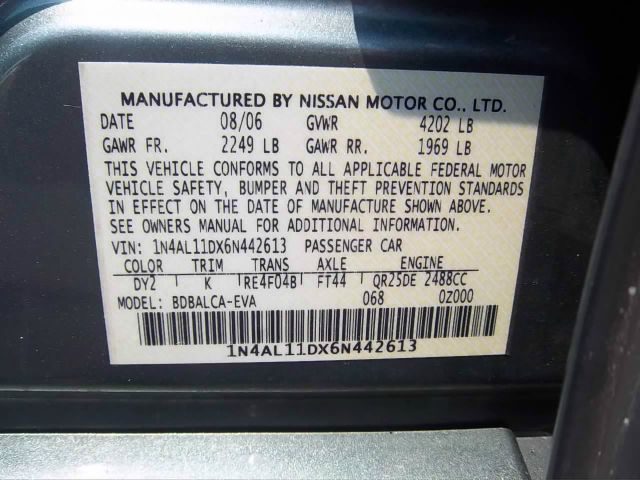 MANUFACTURED BY NISSAN MOTOR CO., LTD.
DATE 08/06 GVWR 4202 LB
GAWR FR. 2249 LB GAWR RR. 1969 LB
THIS VEHICLE CONFORMS TO ALL APPLICABLE FEDERAL MOTOR
VEHICLE SAFETY, BUMPER AND THEFT PREVENTION STANDARDS
IN EFFECT ON THE DATE OF MANUFACTURE SHOWN ABOVE.
SEE OWNERS MANUAL FOR ADDITIONAL INFORMATION.
VIN: 1N4AL11DX6N442613 PASSENGER CAR
COLOR TRIM TRANS AXLE ENGINE
DY2 K RE4F04B FT44 QR25DE 2488CC
MODEL: BDBALCA-EVA 068 0Z000
1N4AL11DX6N442613